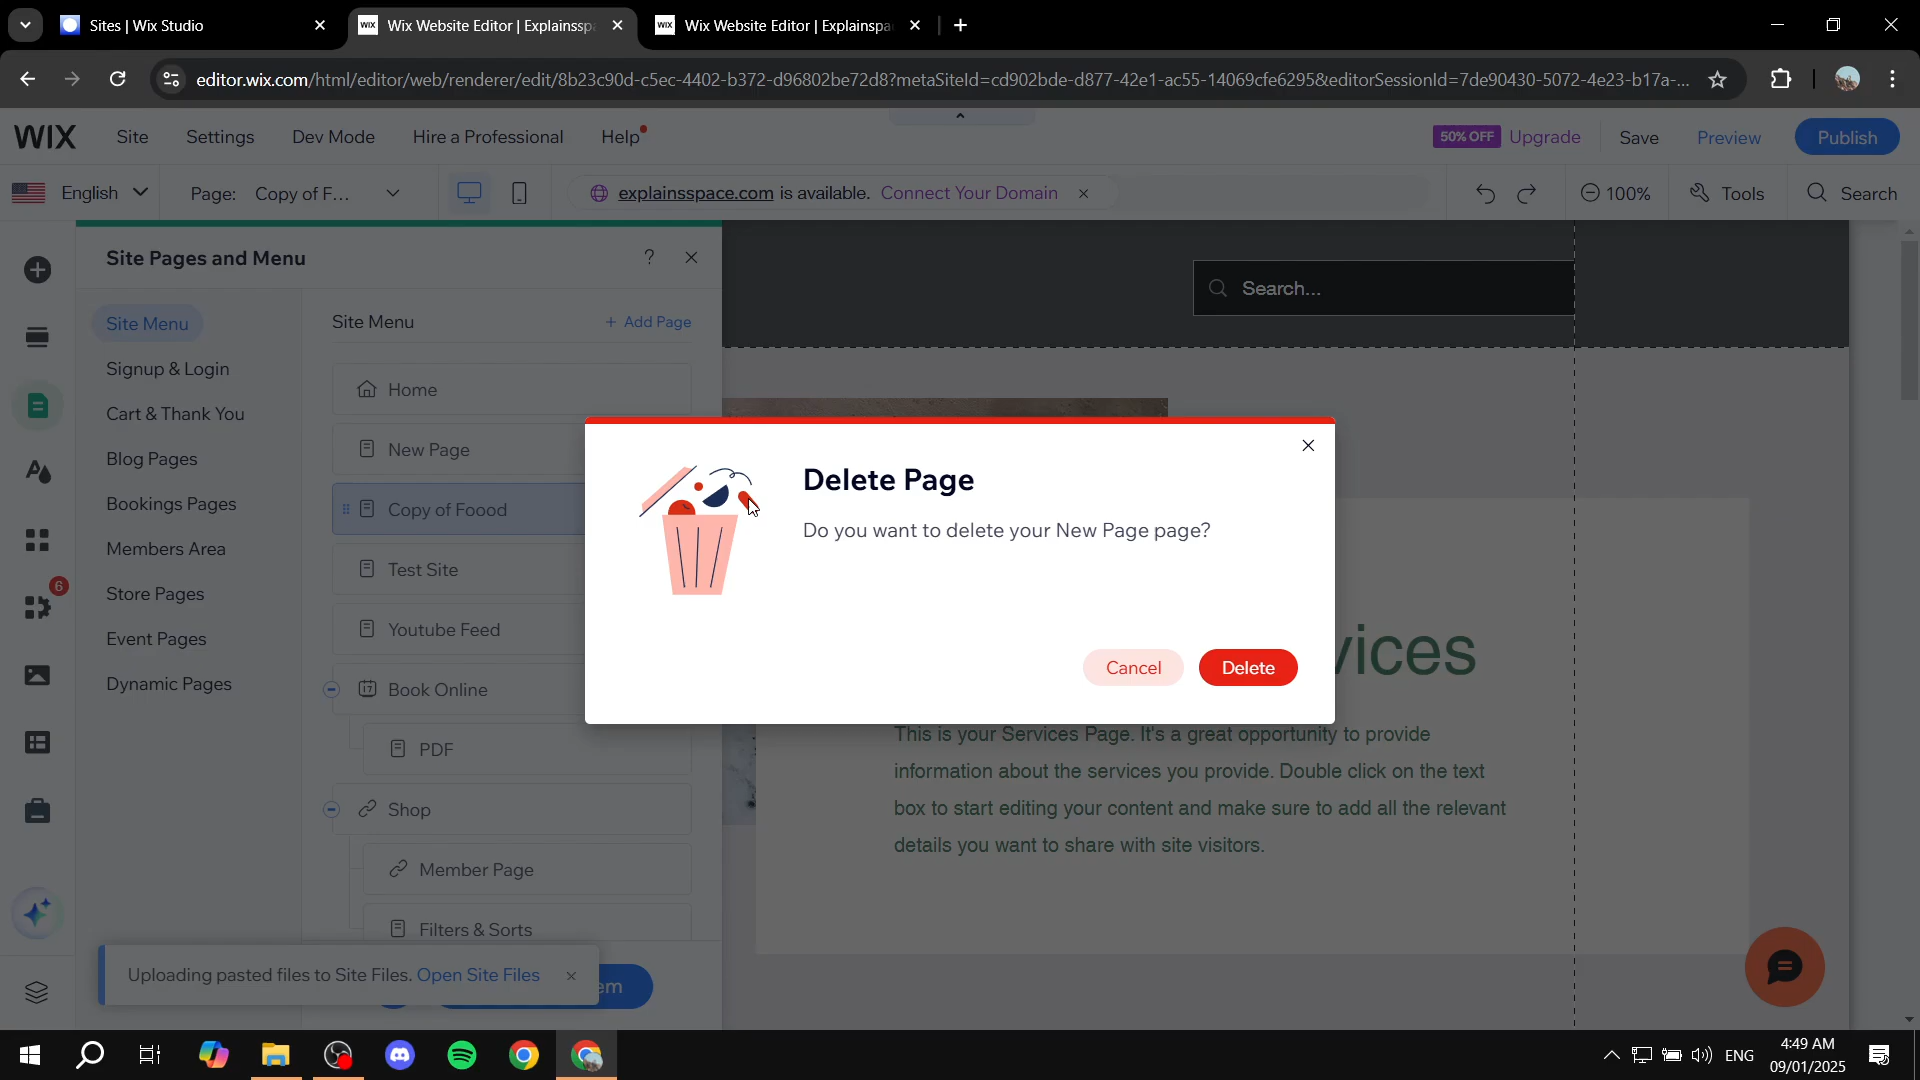 Sites | Wix Studio
WIX Wix Website Editor | Explainssp
WIX Wix Website Editor | Explainspa
editor.wix.com/html/editor/web/renderer/edit/8b23c90d-c5ec-4402-b372-d96802be72d8?metaSiteId=cd902bde-d877-42e1-ac55-14069cfe6295&editorSessionId=7de90430-5072-4e23-b17a-...
WIX Site Settings Dev Mode Hire a Professional Help 50% OFF Upgrade Save Preview Publish
English Page: Copy of F... explainsspace.com is available. Connect Your Domain 100% Tools Search
Site Pages and Menu ?
Search...
Site Menu
Signup & Login
Cart & Thank You
Blog Pages
Bookings Pages
Members Area
Store Pages
Event Pages
Dynamic Pages
6
Site Menu + Add Page
Home
New Page
Copy of Foood
Test Site
Youtube Feed
17 Book Online
PDF
Shop
Member Page
Filters & Sorts
Delete Page
Do you want to delete your New Page page?
Cancel Delete
vices
This is your Services Page. It's a great opportunity to provide
information about the services you provide. Double click on the text
box to start editing your content and make sure to add all the relevant
details you want to share with site visitors.
Uploading pasted files to Site Files. Open Site Files
em
ENG
4:49 AM
09/01/2025